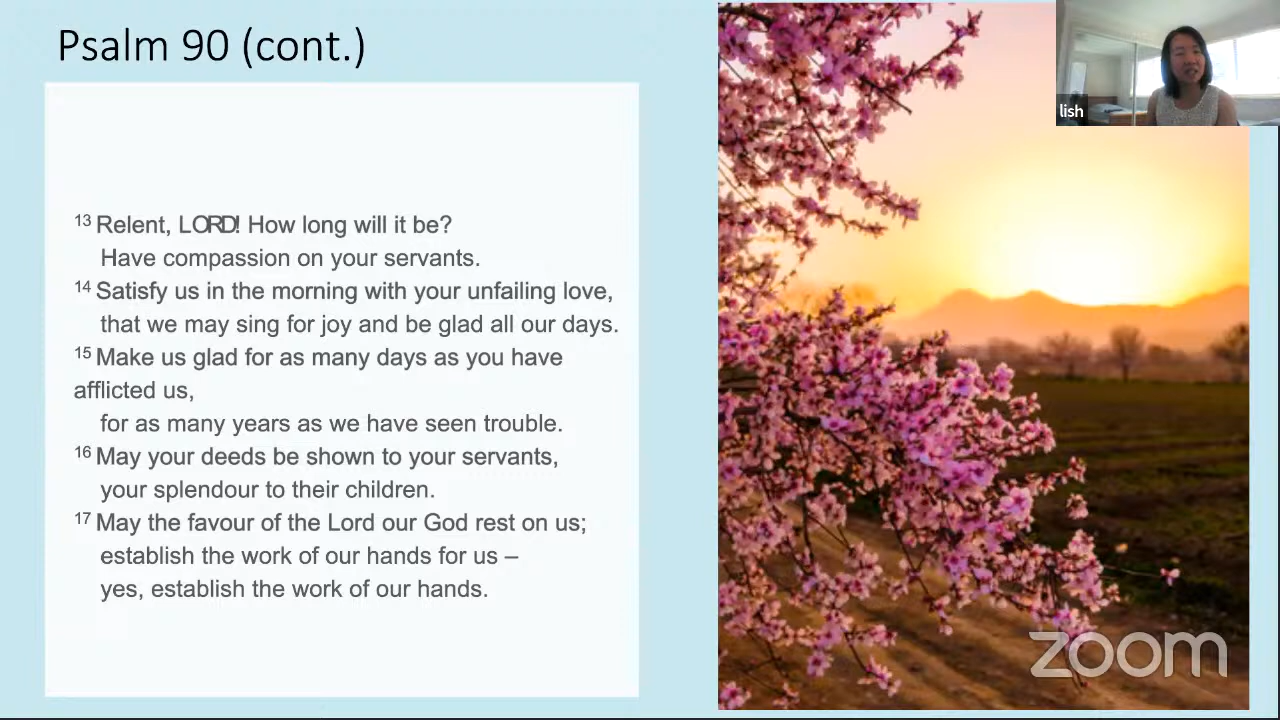 Psalm 90 (cont.)
lish
13 Relent, LORD! How long will it be?
Have compassion on your servants.
14 Satisfy us in the morning with your unfailing love,
that we may sing for joy and be glad all our days.
15 Make us glad for as many days as you have
afflicted us,
for as many years as we have seen trouble.
16 May your deeds be shown to your servants,
your splendour to their children.
17 May the favour of the Lord our God rest on us;
establish the work of our hands for us –
yes, establish the work of our hands.
zoom